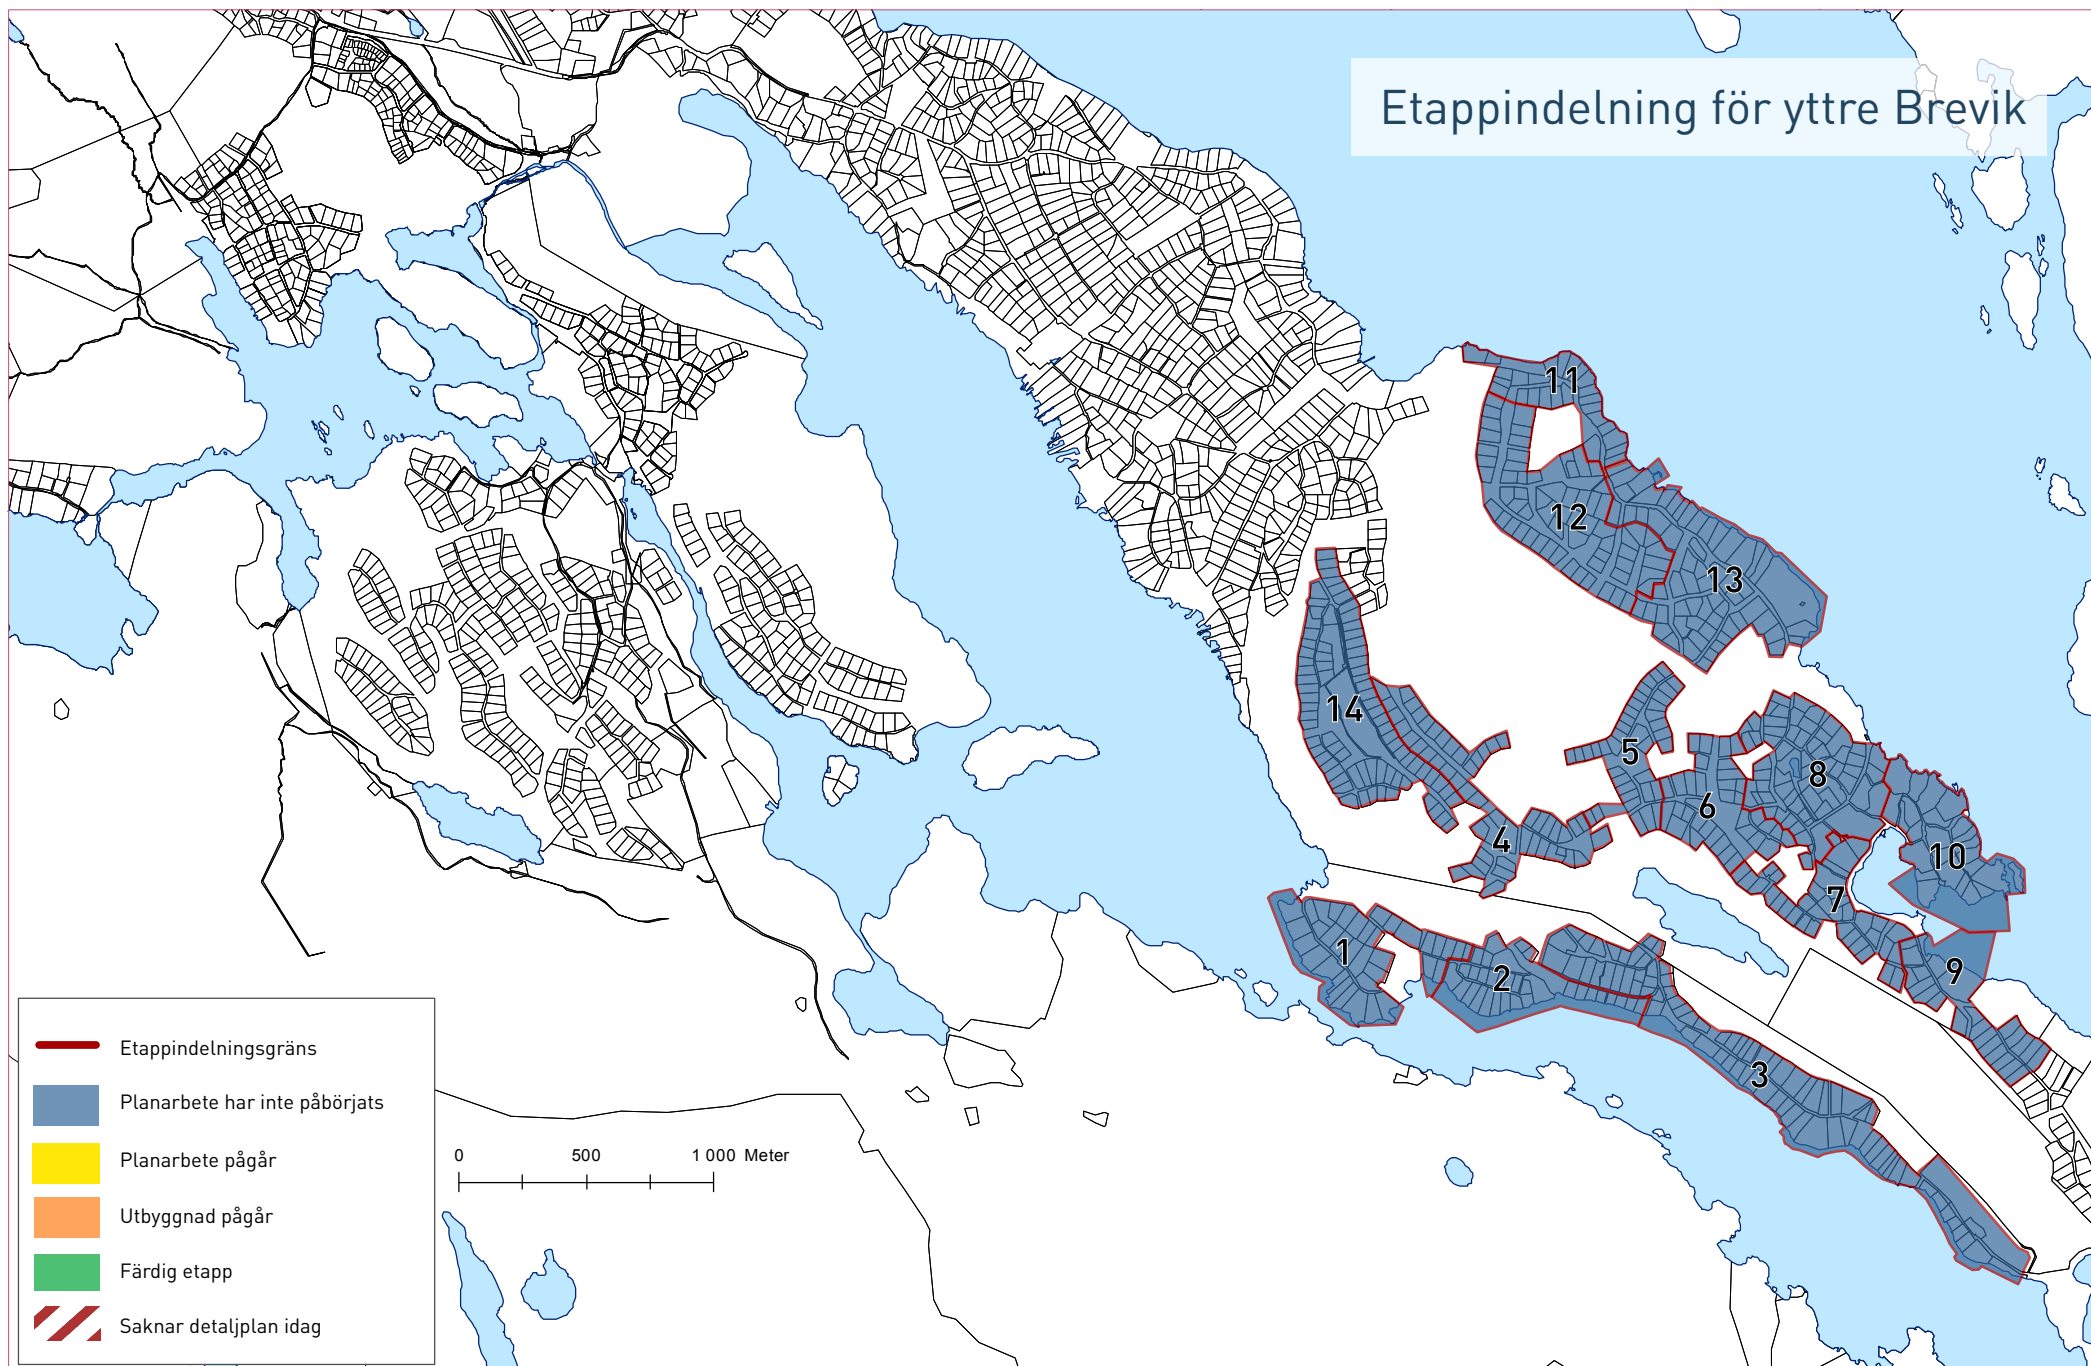 Etappindelning för yttre Brevik
11
12
13
14
5
8
6
4
10
7
1
2
9
3
Etappindelningsgräns
Planarbete har inte påbörjats
Planarbete pågår
Utbyggnad pågår
Färdig etapp
Saknar detaljplan idag
0 500 1 000 Meter